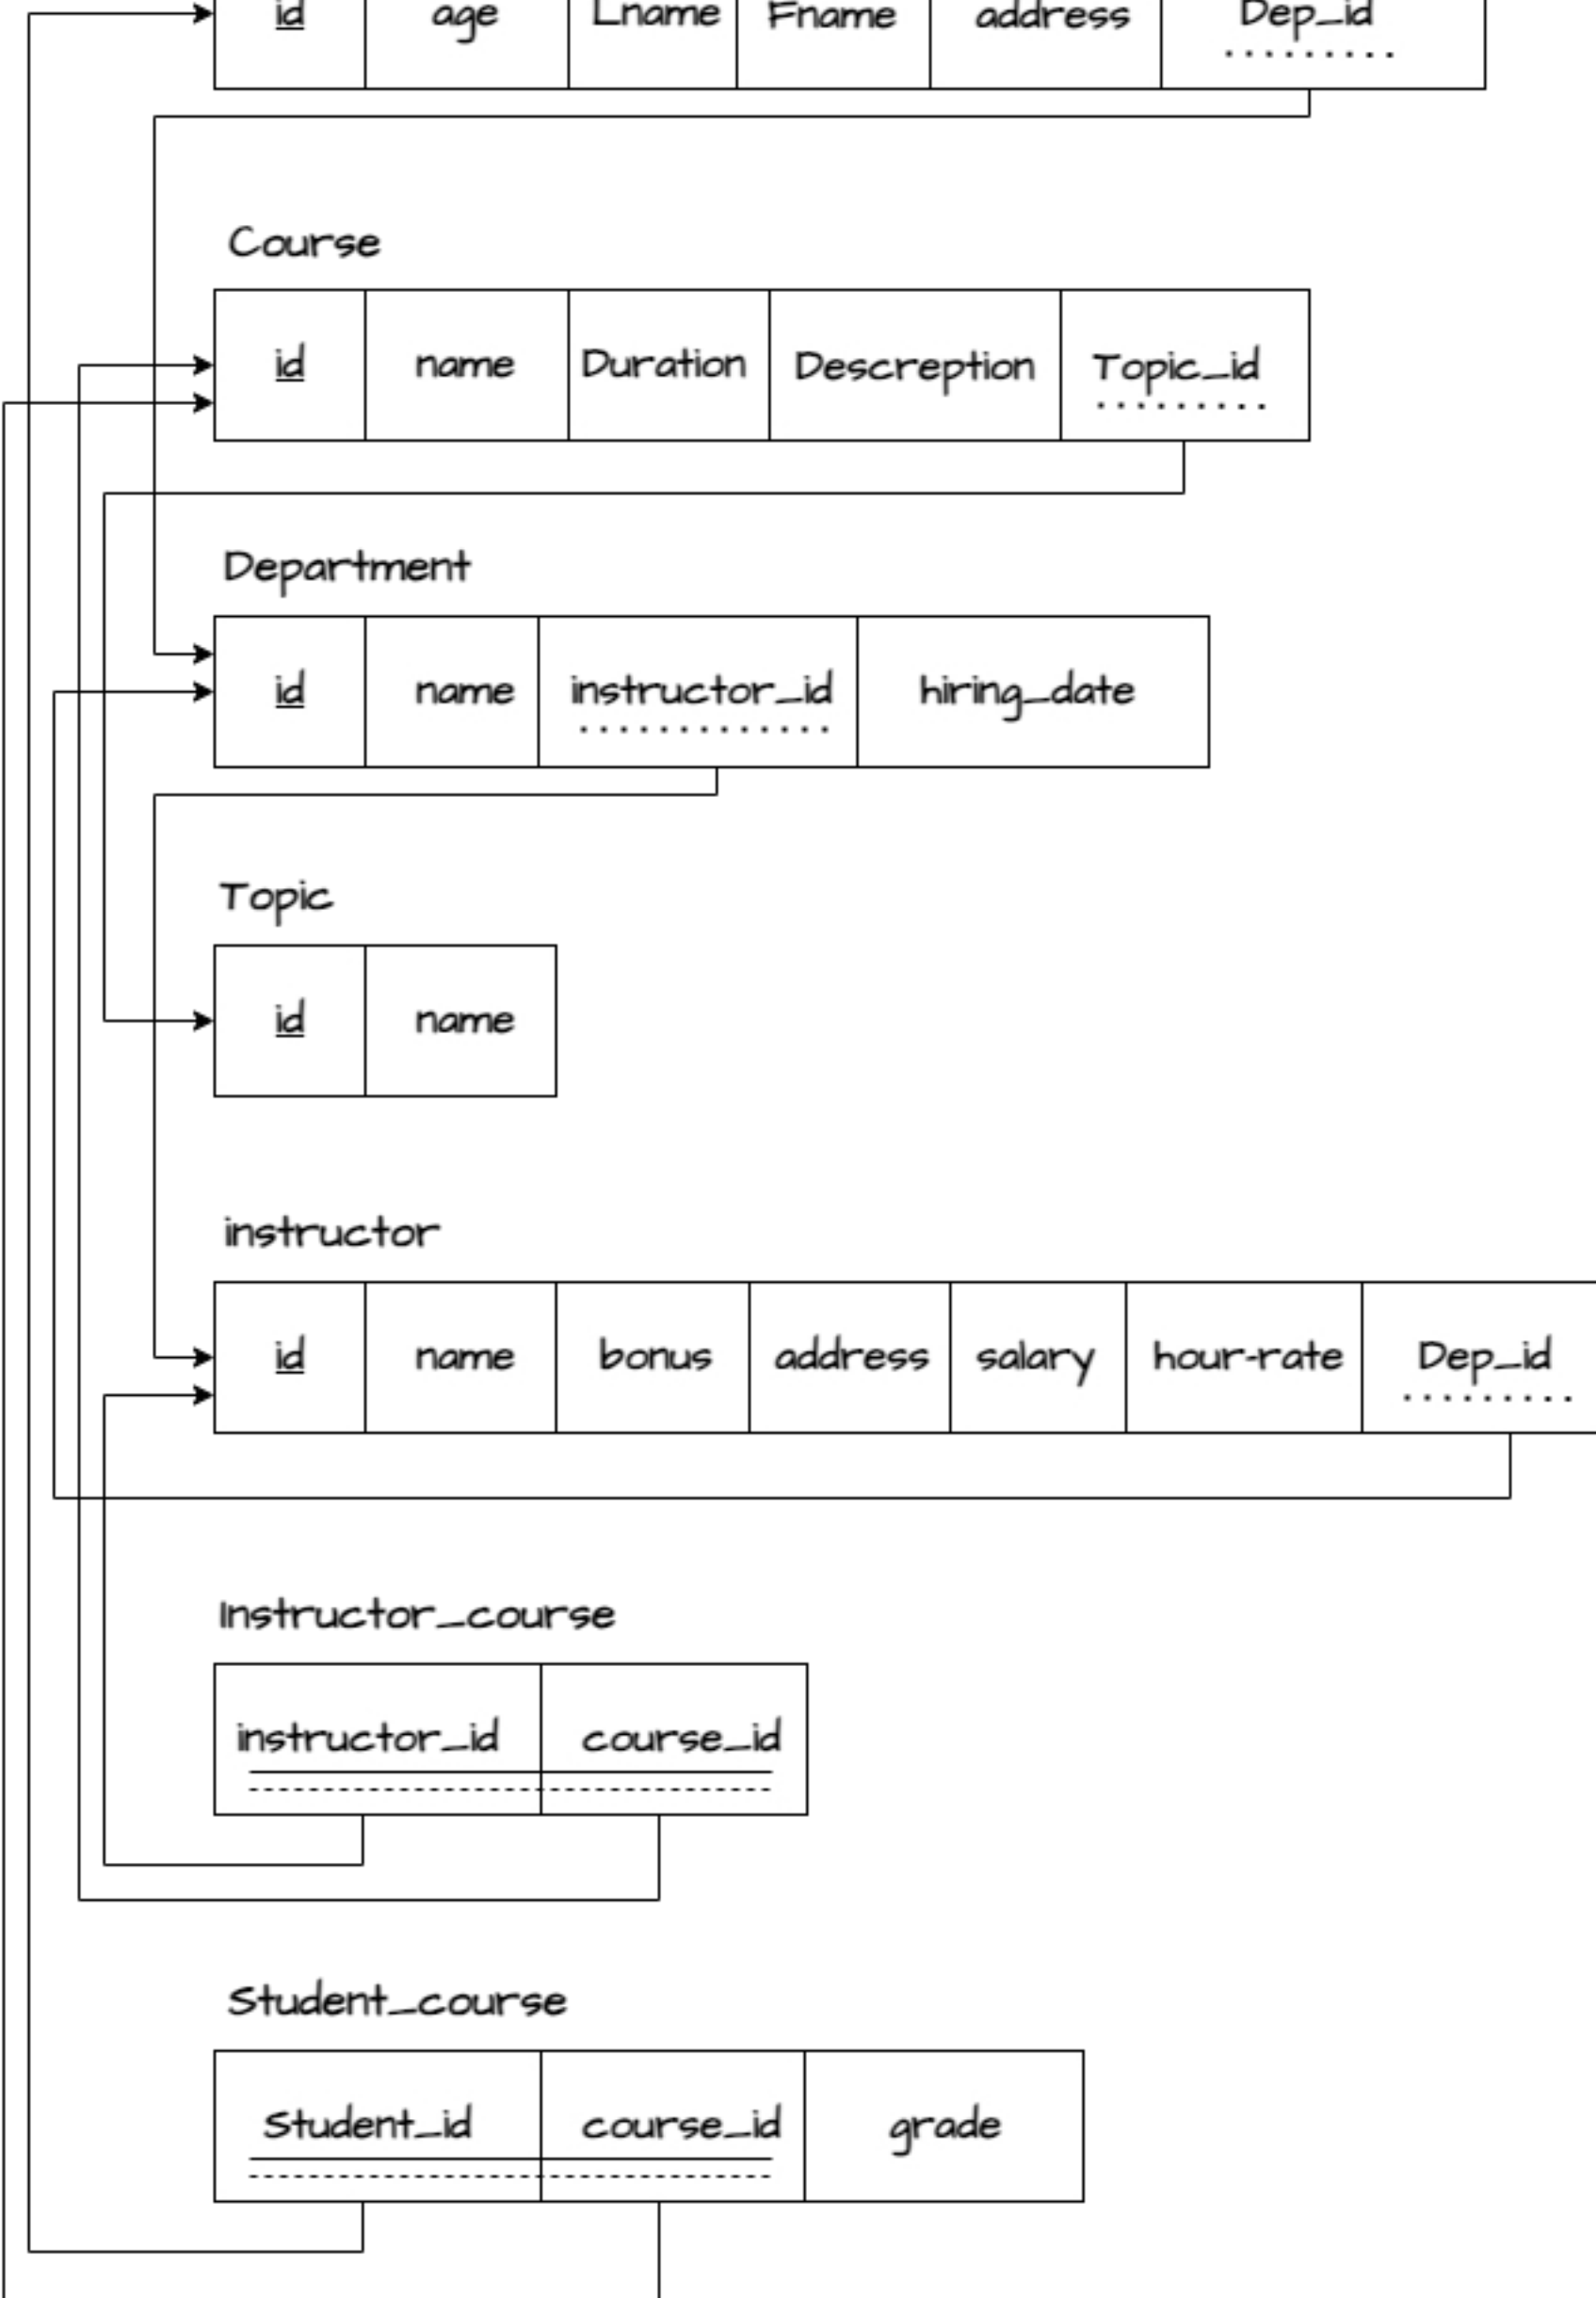 id age Lname Fname address Dep_id
Course
id name Duration Descreption Topic_id
Department
id name instructor_id hiring_date
Topic
id name
instructor
id name bonus address salary hour-rate Dep_id
Instructor_course
instructor_id course_id
Student_course
Student_id course_id grade